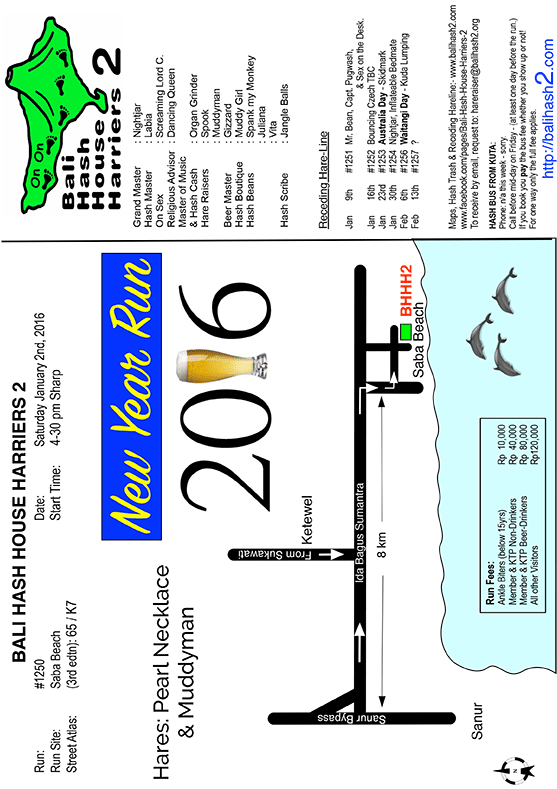 BALI HASH HOUSE HARRIERS 2
Run: #1250
Run Site: Saba Beach
Street Atlas: (3rd edtn): 65 / K7
Date: Saturday January 2nd, 2016
Start Time: 4-30 pm Sharp
Hares: Pearl Necklace
& Muddyman
New Year Run
2016
Ketewel
From Sukawati
Ida Bagus Sumantra
8 km
Sanur Bypass
Sanur
BHHH2
Saba Beach
N
Run Fees:
Ankle Biters (below 15yrs) Rp 10,000
Member & KTP Non-Drinkers Rp 40,000
Member & KTP Beer-Drinkers Rp 80,000
All other Visitors Rp120,000
On On
Bali
Hash
House
Harriers 2
Grand Master : Nightjar
Hash Master : Labia
On Sex : Screaming Lord C.
Religious Advisor : Dancing Queen
Master of Music
& Hash Cash : Organ Grinder
Hare Raisers : Spook
: Muddyman
Beer Master : Gizzard
Hash Boutique : Muddy Girl
Hash Beans : Spank my Monkey
: Juliana
: Vita
Hash Scribe : Jangle Balls
Receding Hare-Line
Jan 9th #1251 Mr. Bean, Capt. Pugwash,
& Sex on the Desk.
Jan 16th #1252 Bouncing Czech TBC
Jan 23rd #1253 Australia Day - Skidmark
Jan 30th #1254 Nightjar, Inflateable Bedmate
Feb 6th #1256 Waitangi Day - Kuda Lumping
Feb 13th #1257 ?
Maps, Hash Trash & Receding Hareline:- www.balihash2.com
www.facebook.com/pages/Bali-Hash-House-Harriers-2
To receive by email, request to: hareraiser@balihash2.org
HASH BUS FROM KUTA:
Phone: n/a this week - sorry.
Call before mid-day on Friday - (at least one day before the run.)
If you book you pay the bus fee whether you show up or not!
For one way only the full fee applies.
http://balihash2.com